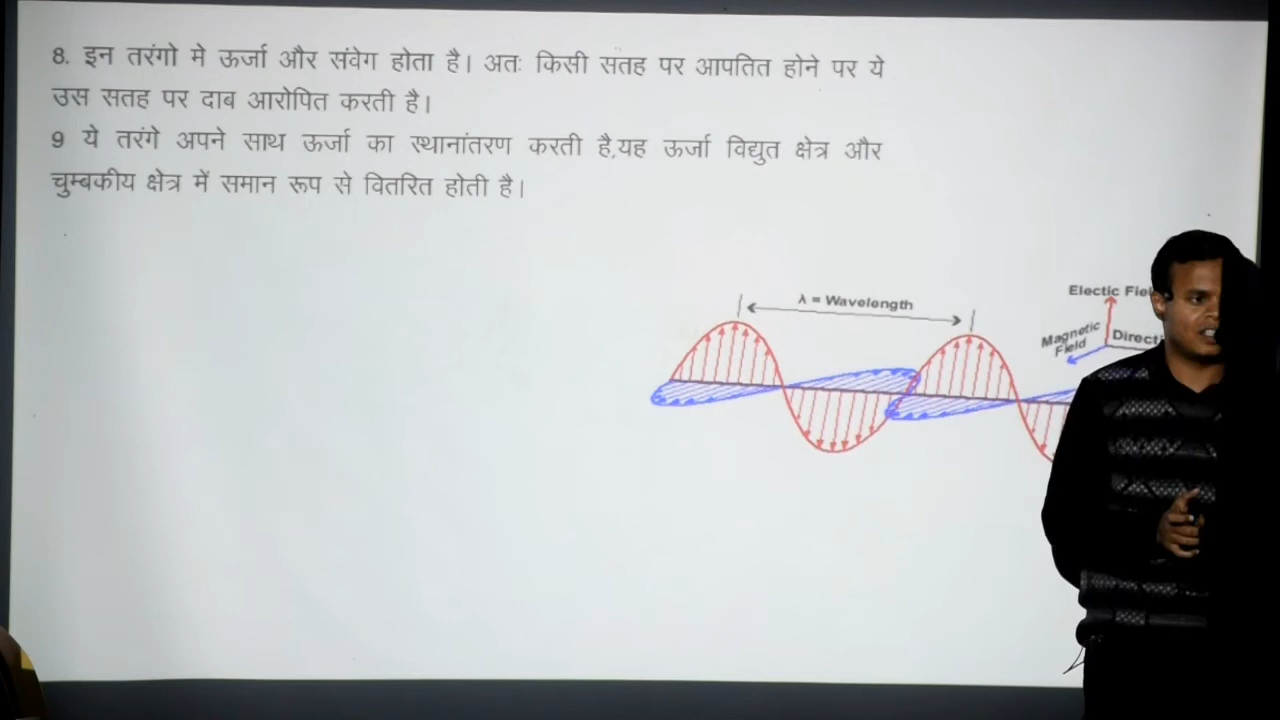 8. इन तरंगो मे ऊर्जा और संवेग होता है। अतः किसी सतह पर आपतित होने पर ये
उस सतह पर दाब आरोपित करती है।
9 ये तरंगे अपने साथ ऊर्जा का स्थानांतरण करती है,यह ऊर्जा विद्युत क्षेत्र और
चुम्बकीय क्षेत्र में समान रूप से वितरित होती है।
λ = Wavelength
Electic
Magnetic
Field